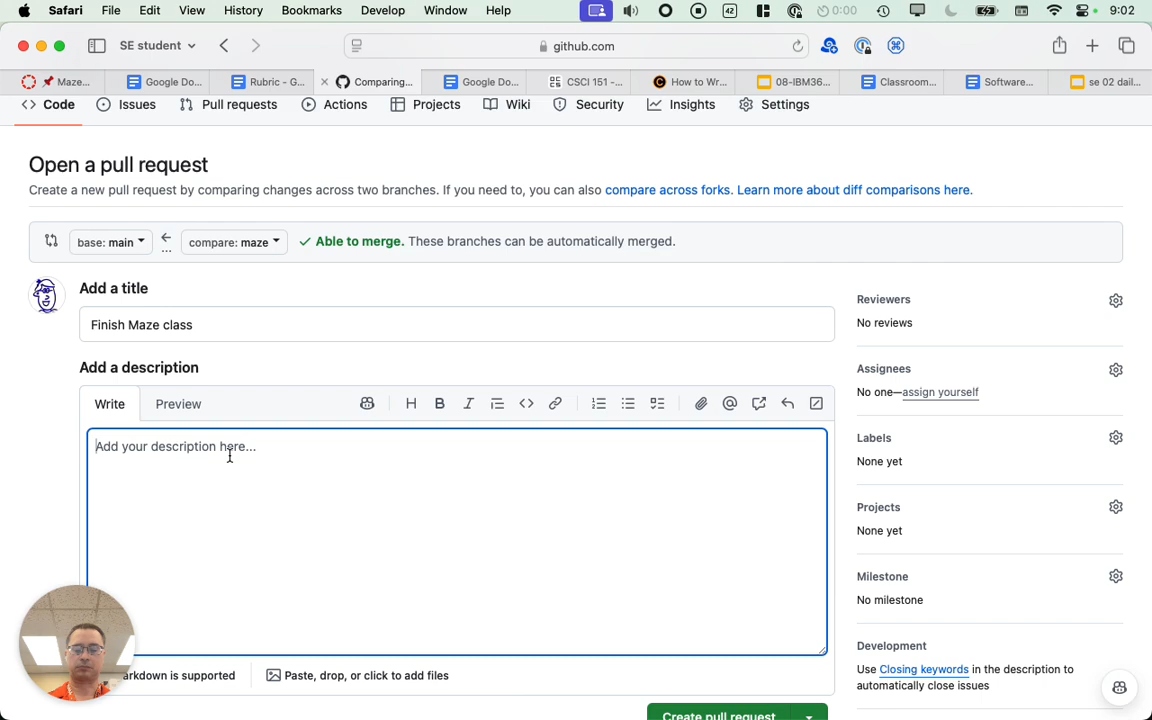 Safari File Edit View History Bookmarks Develop Window Help 42 0:00 9:02
SE student github.com
Maze... Google Do... Rubric - G... Comparing... Google Do... CSCI 151 -... How to Wr... 08-IBM36... Classroom... Software... se 02 dail...
Code Issues Pull requests Actions Projects Wiki Security Insights Settings
Open a pull request
Create a new pull request by comparing changes across two branches. If you need to, you can also compare across forks. Learn more about diff comparisons here.
base: main compare: maze Able to merge. These branches can be automatically merged.
Add a title
Finish Maze class
Add a description
Write Preview
Add your description here...
arkdown is supported Paste, drop, or click to add files
Create pull request
Reviewers
No reviews
Assignees
No one—assign yourself
Labels
None yet
Projects
None yet
Milestone
No milestone
Development
Use Closing keywords in the description to
automatically close issues